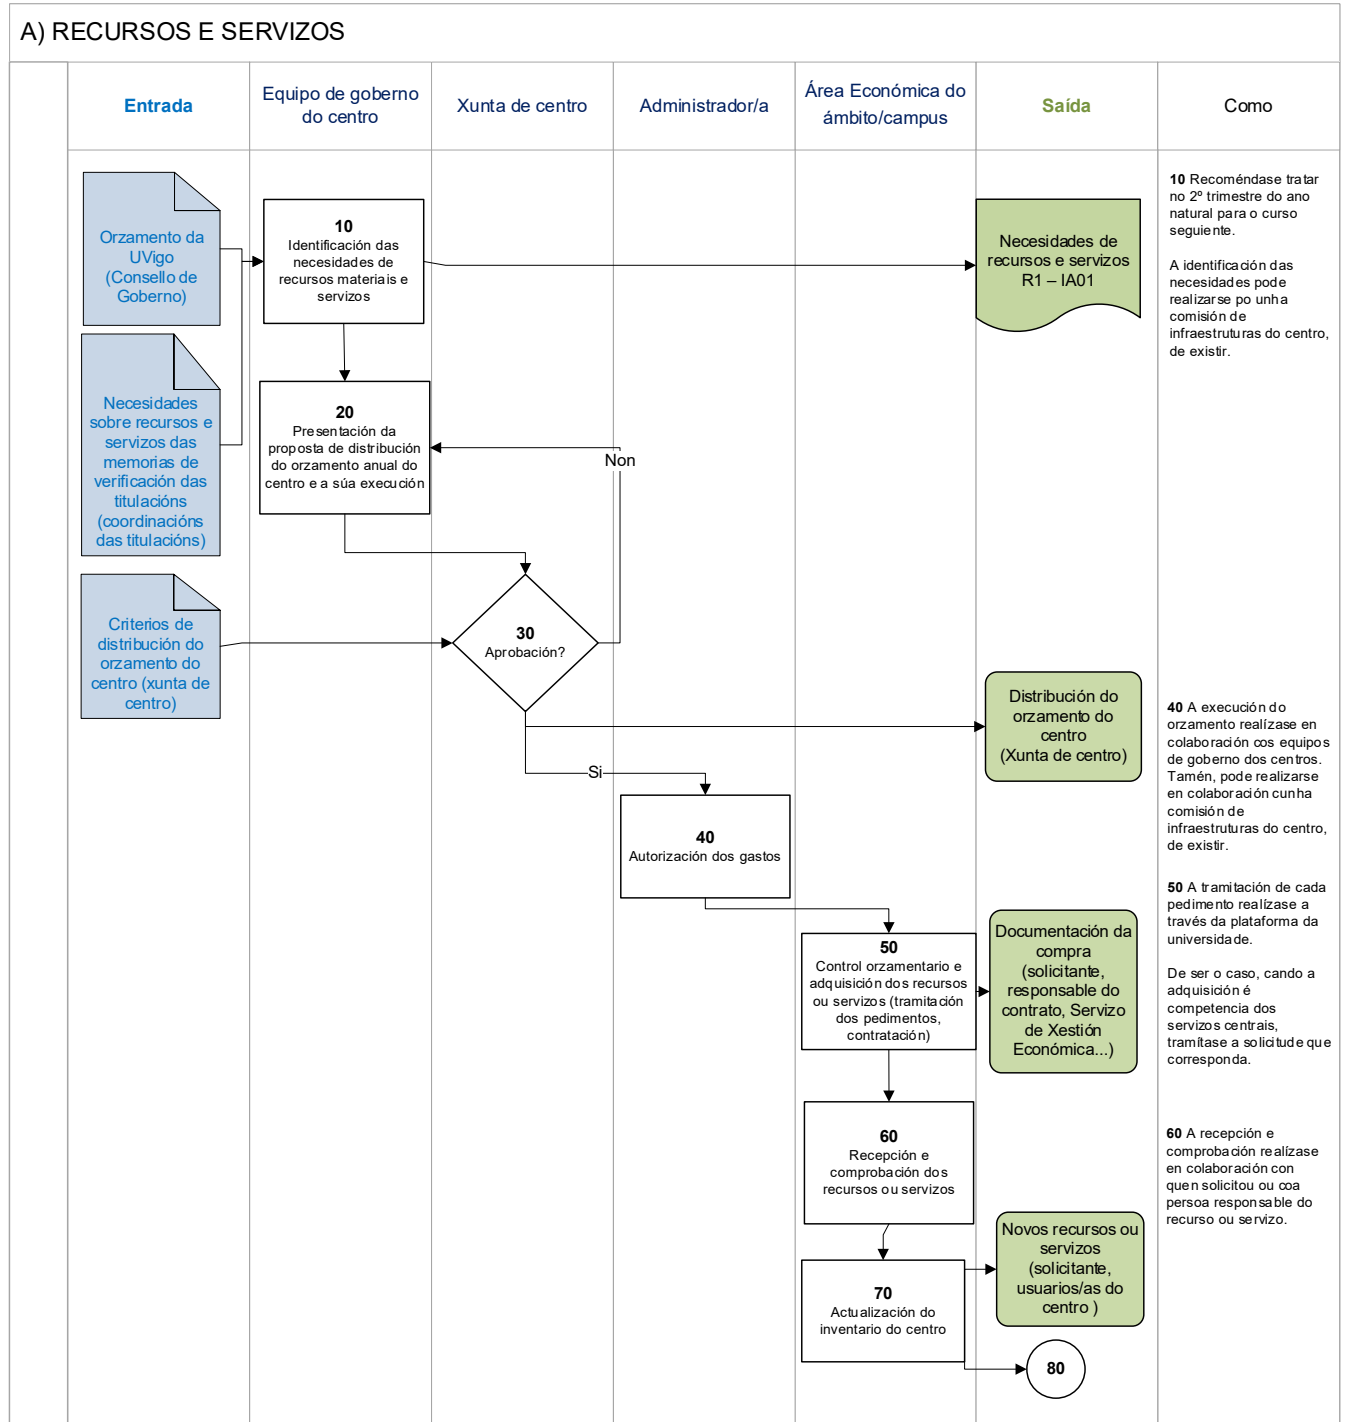 A) RECURSOS E SERVIZOS
Entrada
Equipo de goberno
do centro
Xunta de centro
Administrador/a
Área Económica do
ámbito/campus
Saída
Como
Orzamento da
UVigo
(Consello de
Goberno)
10
Identificación das
necesidades de
recursos materiais e
servizos
Necesidades de
recursos e servizos
R1 – IA01
10 Recoméndase tratar
no 2º trimestre do ano
natural para o curso
seguiente.
A identificación das
necesidades pode
realizarse po unha
comisión de
infraestruturas do centro,
de existir.
Necesidades
sobre recursos e
servizos das
memorias de
verificación das
titulacións
(coordinacións
das titulacións)
20
Presentación da
proposta de distribución
do orzamento anual do
centro e a súa execución
Non
Criterios de
distribución do
orzamento do
centro (xunta de
centro)
30
Aprobación?
Distribución do
orzamento do
centro
(Xunta de centro)
Si
40
Autorización dos gastos
40 A execución do
orzamento realízase en
colaboración cos equipos
de goberno dos centros.
Tamén, pode realizarse
en colaboración cunha
comisión de
infraestruturas do centro,
de existir.
50
Control orzamentario e
adquisición dos recursos
ou servizos (tramitación
dos pedimentos,
contratación)
Documentación da
compra
(solicitante,
responsable do
contrato, Servizo
de Xestión
Económica...)
50 A tramitación de cada
pedimento realízase a
través da plataforma da
universidade.
De ser o caso, cando a
adquisición é
competencia dos
servizos centrais,
tramítase a solicitude que
corresponda.
60
Recepción e
comprobación dos
recursos ou servizos
60 A recepción e
comprobación realízase
en colaboración con
quen solicitou ou coa
persoa responsable do
recurso ou servizo.
70
Actualización do
inventario do centro
Novos recursos ou
servizos
(solicitante,
usuarios/as do
centro )
80